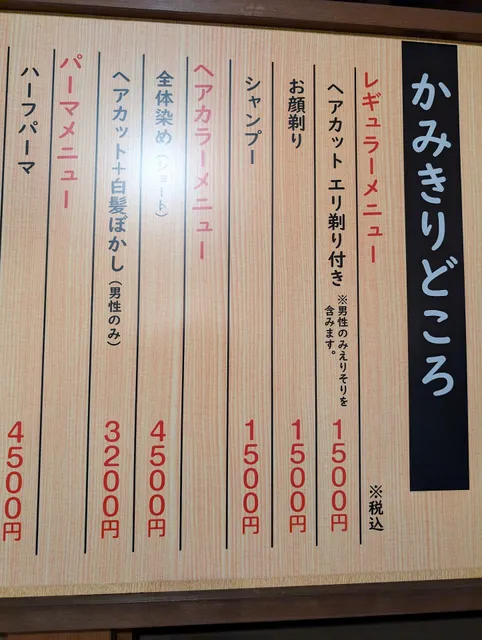 かみきりどころ
レギュラーメニュー ※税込
ヘアカット エリ剃り付き ※男性のみえりそりを含みます。 1500円
お顔剃り 1500円
シャンプー 1500円
ヘアカラーメニュー
全体染め(ショート) 4500円
ヘアカット+白髪ぼかし(男性のみ) 3200円
パーマメニュー
ハーフパーマ 4500円